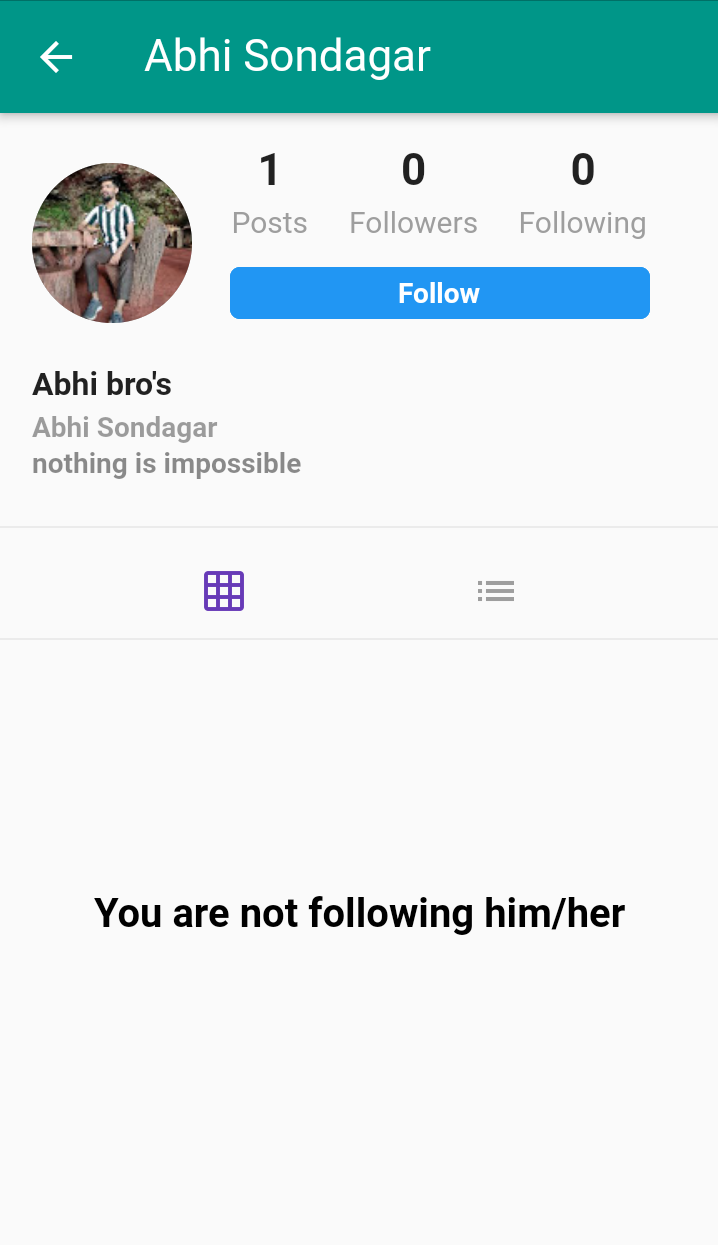 Abhi Sondagar
1 0 0
Posts Followers Following
Follow
Abhi bro's
Abhi Sondagar
nothing is impossible
You are not following him/her